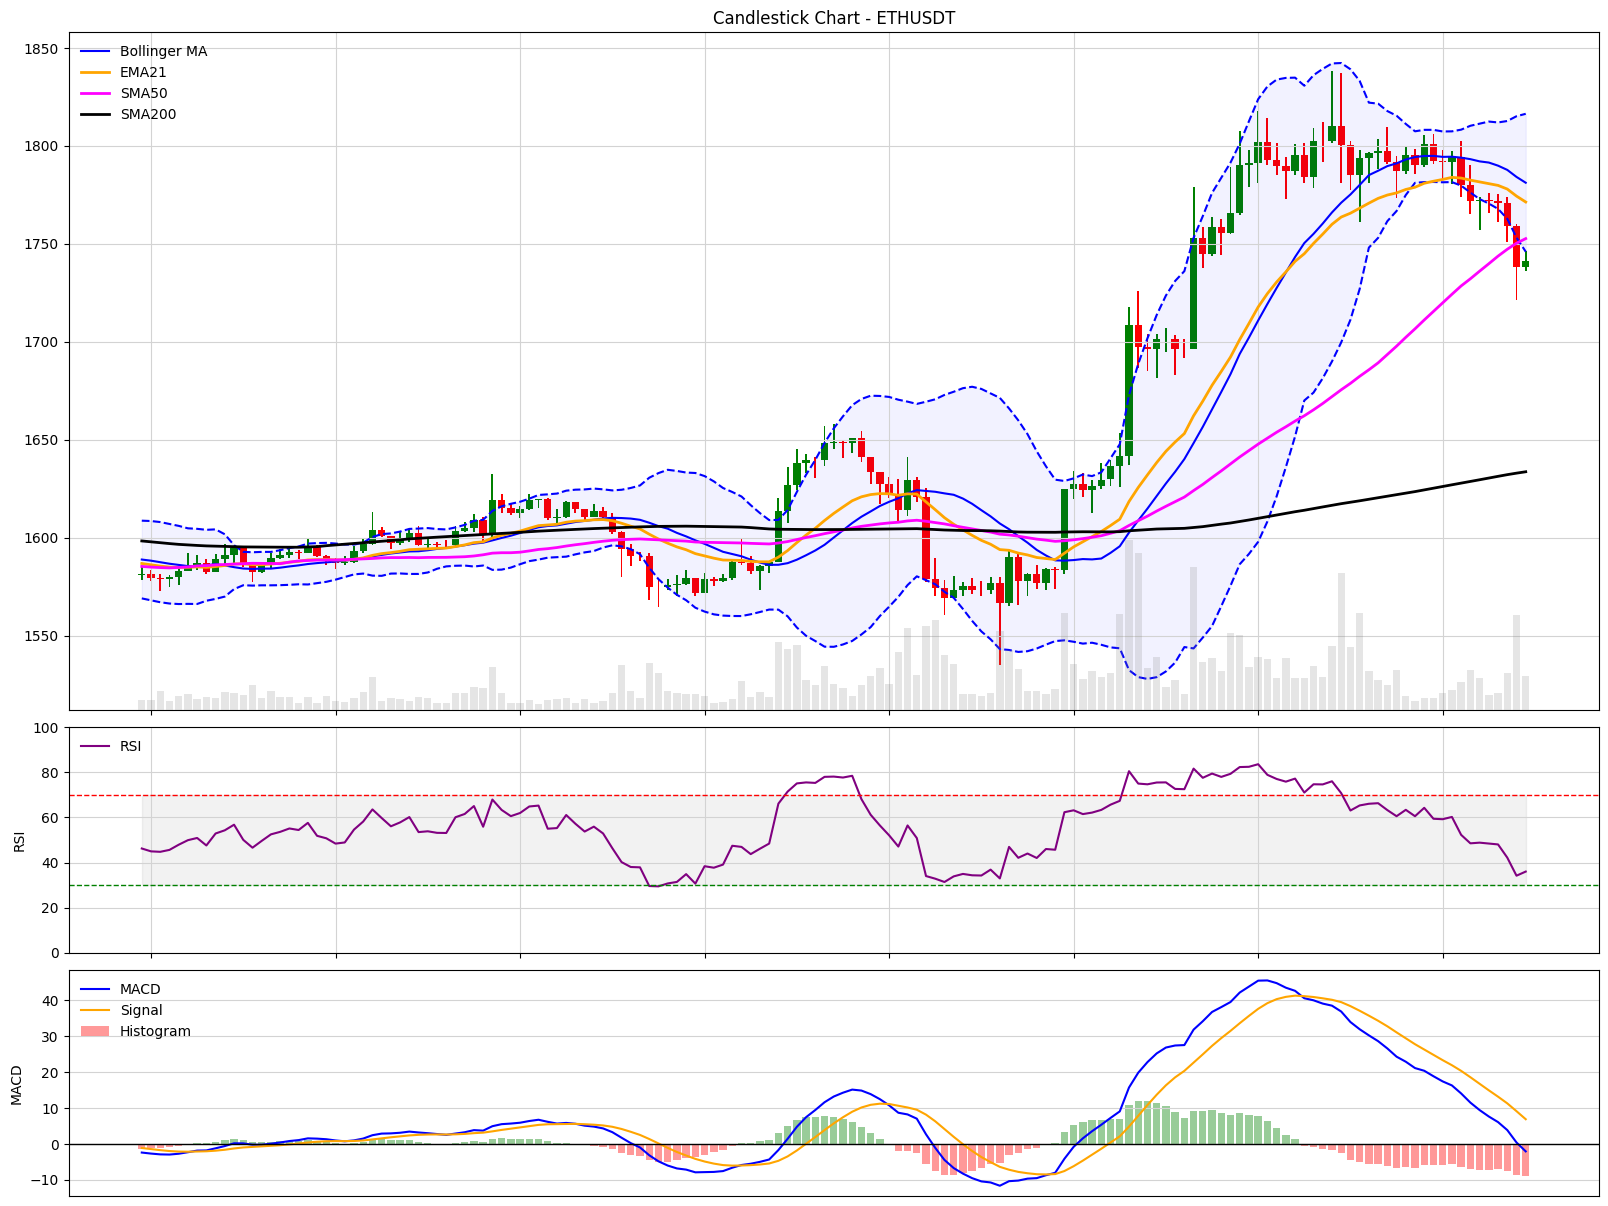 Candlestick Chart - ETHUSDT
Bollinger MA
EMA21
SMA50
SMA200
1850
1800
1750
1700
1650
1600
1550
RSI
100
80
60
40
20
0
RSI
MACD
Signal
Histogram
40
30
20
10
0
−10
MACD